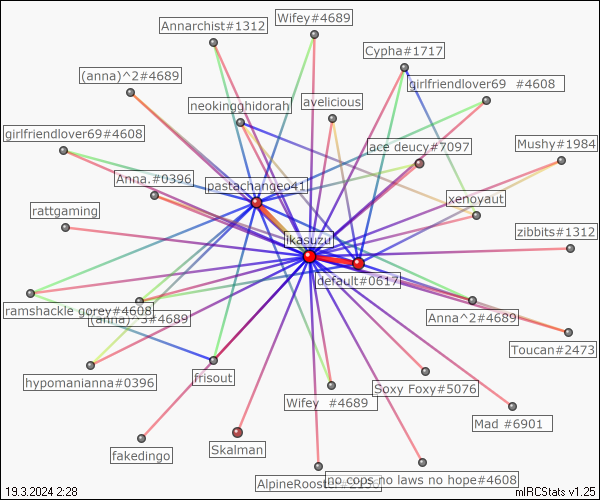 Wifey#4689
Annarchist#1312
Cypha#1717
(anna)^2#4689
girlfriendlover69 #4608
neokingghidorah
avelicious
girlfriendlover69#4608
ace deucy#7097
Mushy#1984
Anna.#0396
pastachangeo41
xenoyaut
rattgaming
ikasuzu
zibbits#1312
default#0617
ramshackle gorey#4608
(anna)^3#4689
Anna^2#4689
Toucan#2473
hypomanianna#0396
frisout
Soxy Foxy#5076
Wifey #4689
Mad #6901
fakedingo
Skalman
AlpineRooster#2196
no cops no laws no hope#4608
19.3.2024 2:28
mIRCStats v1.25